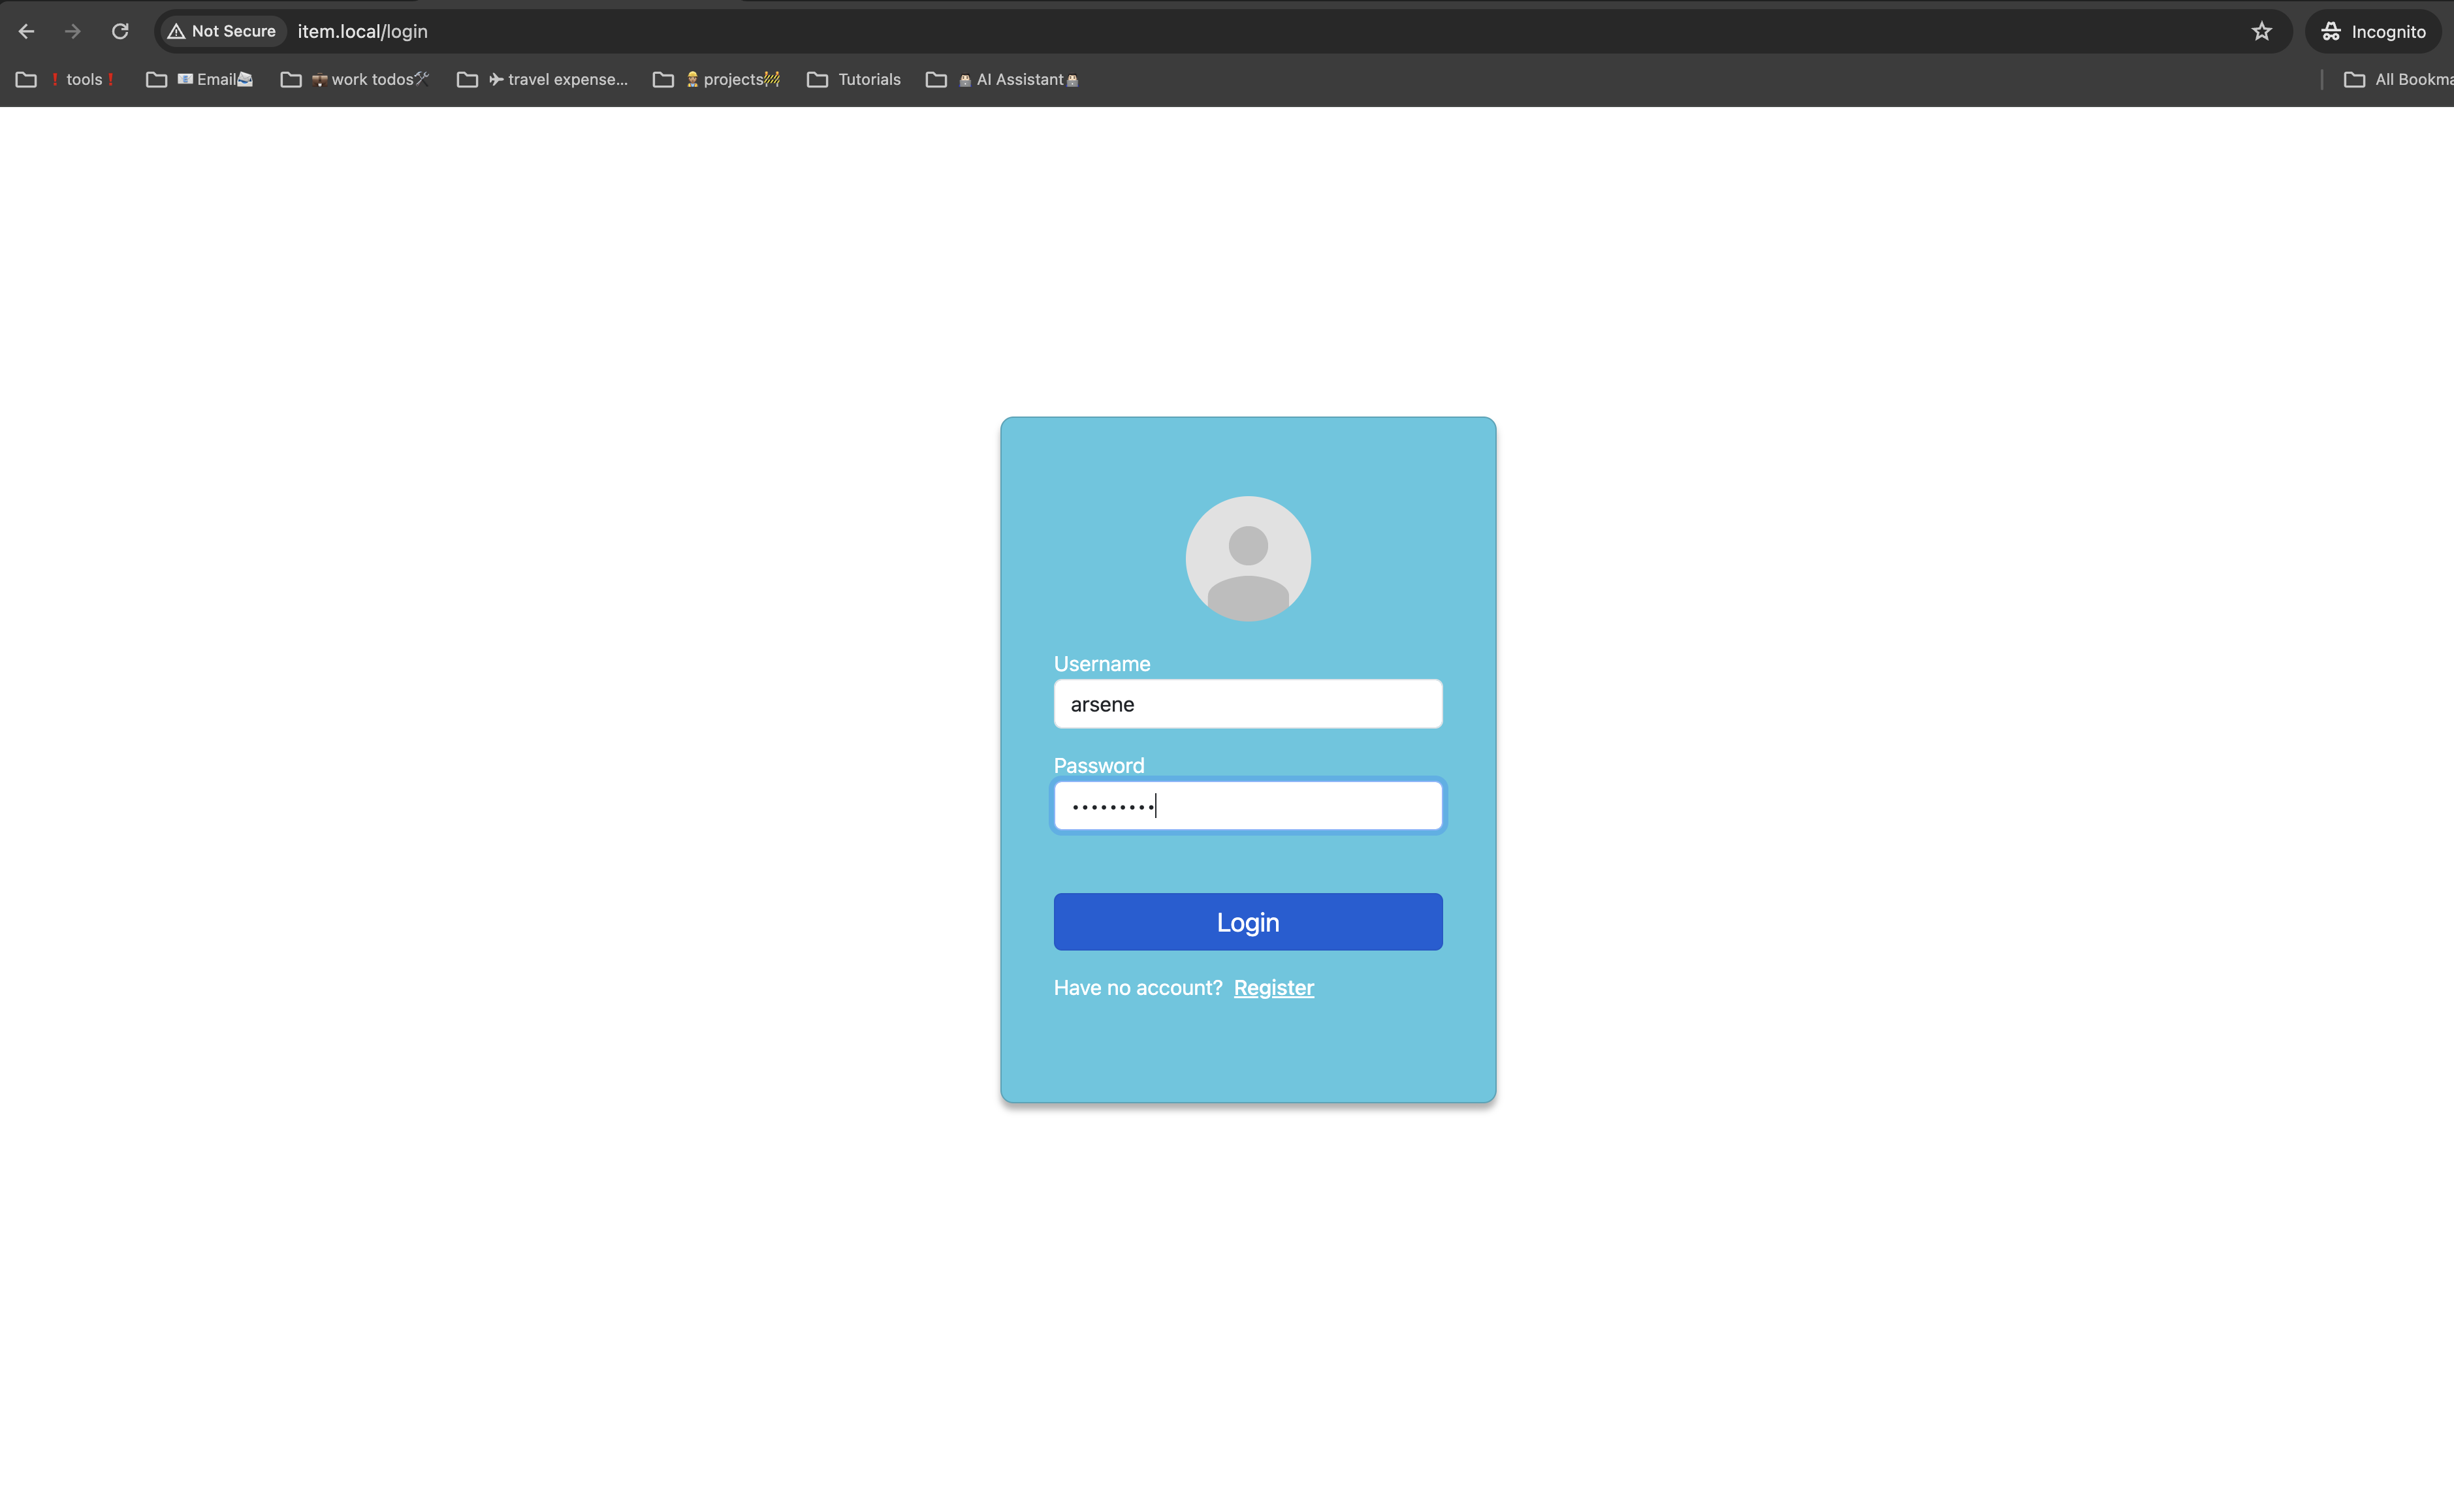 Not Secure item.local/login Incognito
❗tools❗ 📧Email📨 💼work todos🛠 ✈travel expense... 👷projects🚧 Tutorials AI Assistant All Bookma
Username
arsene
Password
•••••••••
Login
Have no account? Register